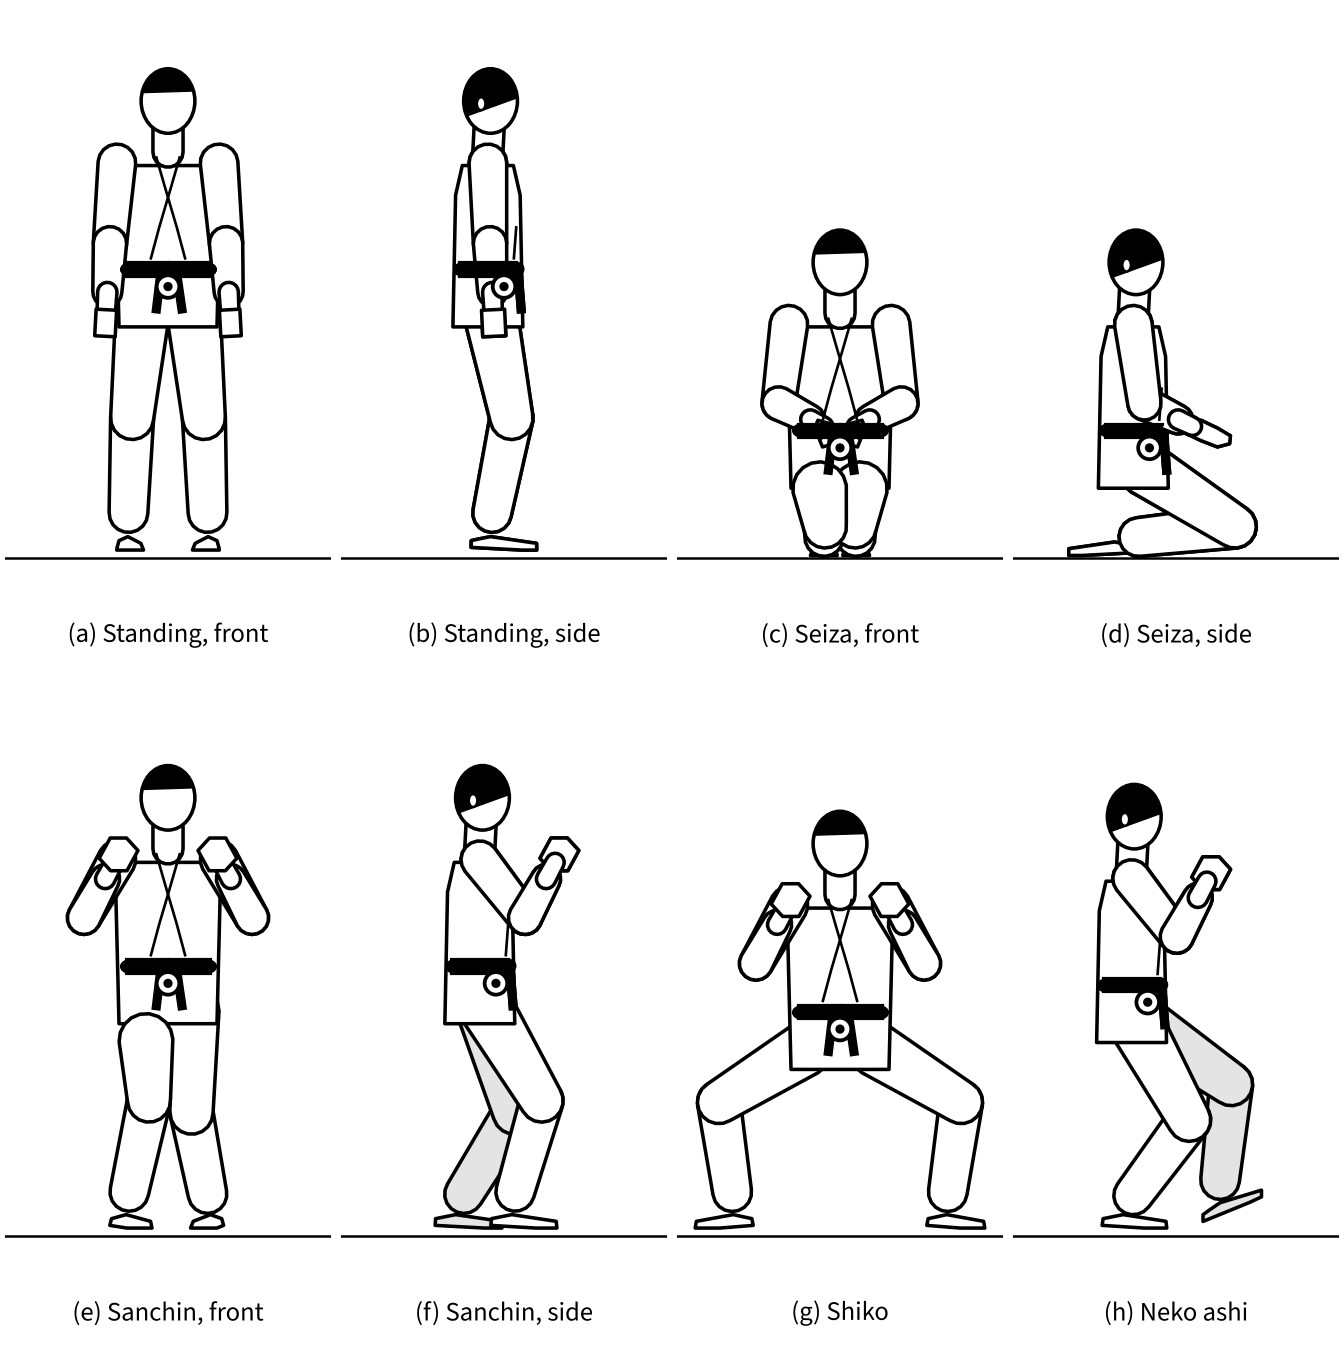 (a) Standing, front
(b) Standing, side
(c) Seiza, front
(d) Seiza, side
(e) Sanchin, front
(f) Sanchin, side
(g) Shiko
(h) Neko ashi